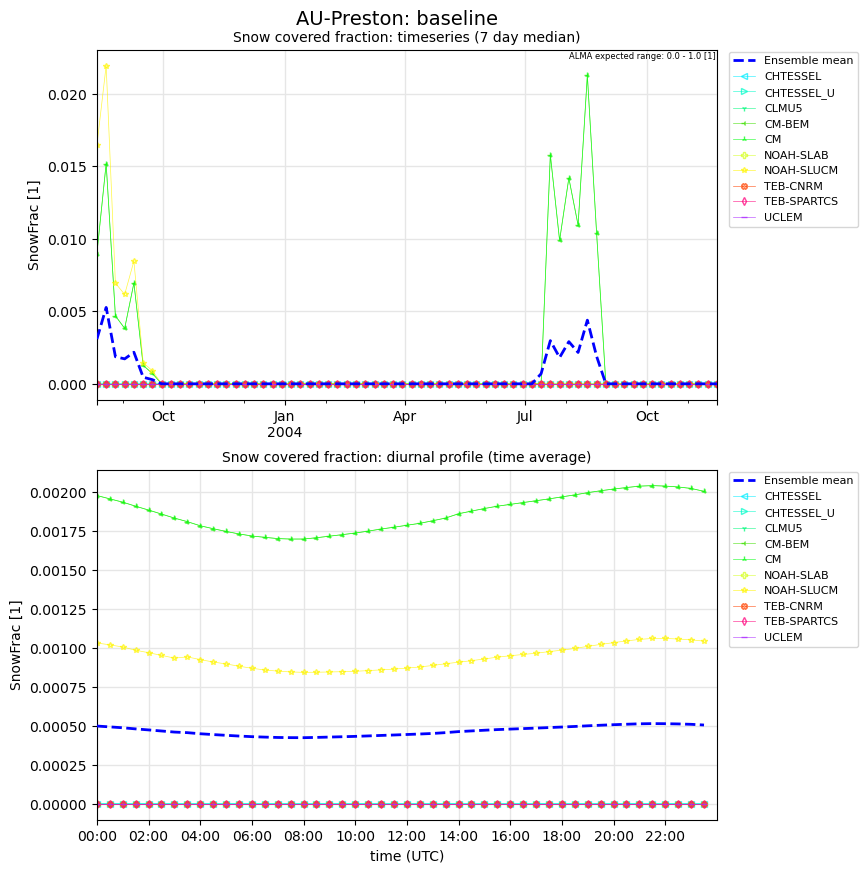 AU-Preston: baseline
Snow covered fraction: timeseries (7 day median)
ALMA expected range: 0.0 - 1.0 [1]
SnowFrac [1]
0.020
0.015
0.010
0.005
0.000
Oct
Jan
2004
Apr
Jul
Oct
Ensemble mean
CHTESSEL
CHTESSEL_U
CLMU5
CM-BEM
CM
NOAH-SLAB
NOAH-SLUCM
TEB-CNRM
TEB-SPARTCS
UCLEM
Snow covered fraction: diurnal profile (time average)
SnowFrac [1]
0.00200
0.00175
0.00150
0.00125
0.00100
0.00075
0.00050
0.00025
0.00000
00:00 02:00 04:00 06:00 08:00 10:00 12:00 14:00 16:00 18:00 20:00 22:00
time (UTC)
Ensemble mean
CHTESSEL
CHTESSEL_U
CLMU5
CM-BEM
CM
NOAH-SLAB
NOAH-SLUCM
TEB-CNRM
TEB-SPARTCS
UCLEM